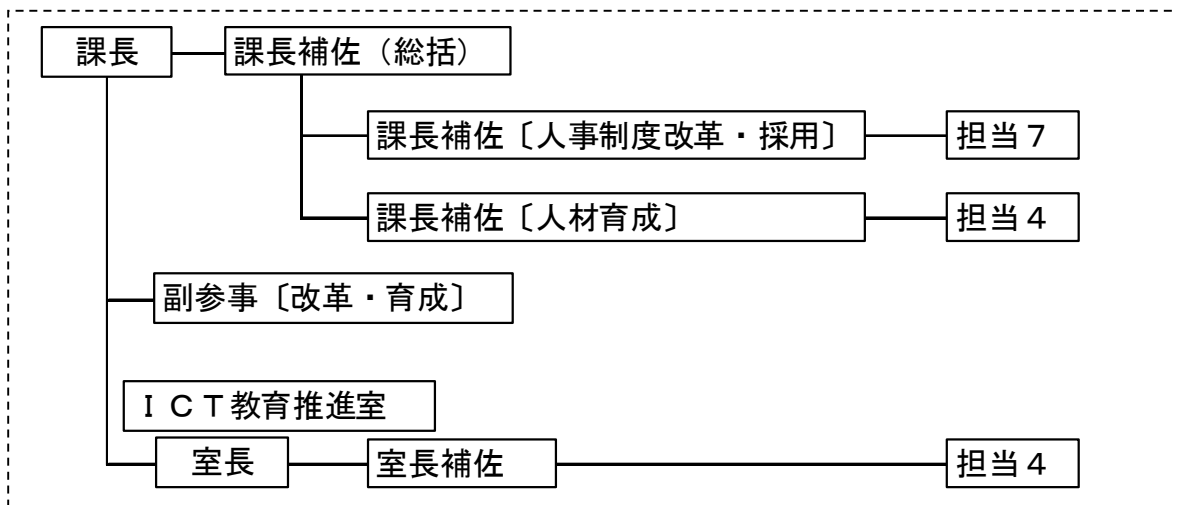 課長 課長補佐（総括）
課長補佐〔人事制度改革・採用〕 担当７
課長補佐〔人材育成〕 担当４
副参事〔改革・育成〕
ＩＣＴ教育推進室
室長 室長補佐 担当４